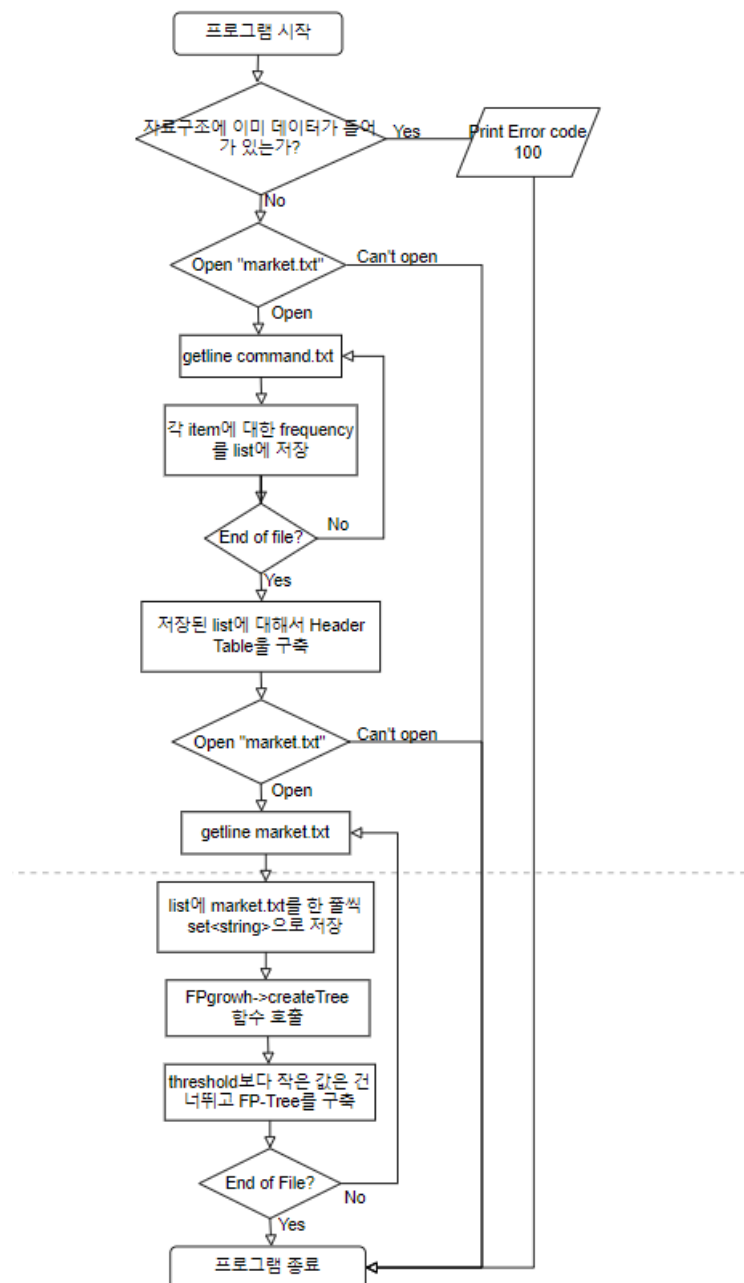 프로그램 시작
자료구조에 이미 데이터가 들어
가 있는가?
Yes
Print Error code
100
No
Open "market.txt"
Can't open
Open
getline command.txt
각 item에 대한 frequency
를 list에 저장
End of file?
No
Yes
저장된 list에 대해서 Header
Table을 구축
Open "market.txt"
Can't open
Open
getline market.txt
list에 market.txt를 한 줄씩
set<string>으로 저장
FPgrowh->createTree
함수 호출
threshold보다 작은 값은 건
너뛰고 FP-Tree를 구축
End of File?
No
Yes
프로그램 종료